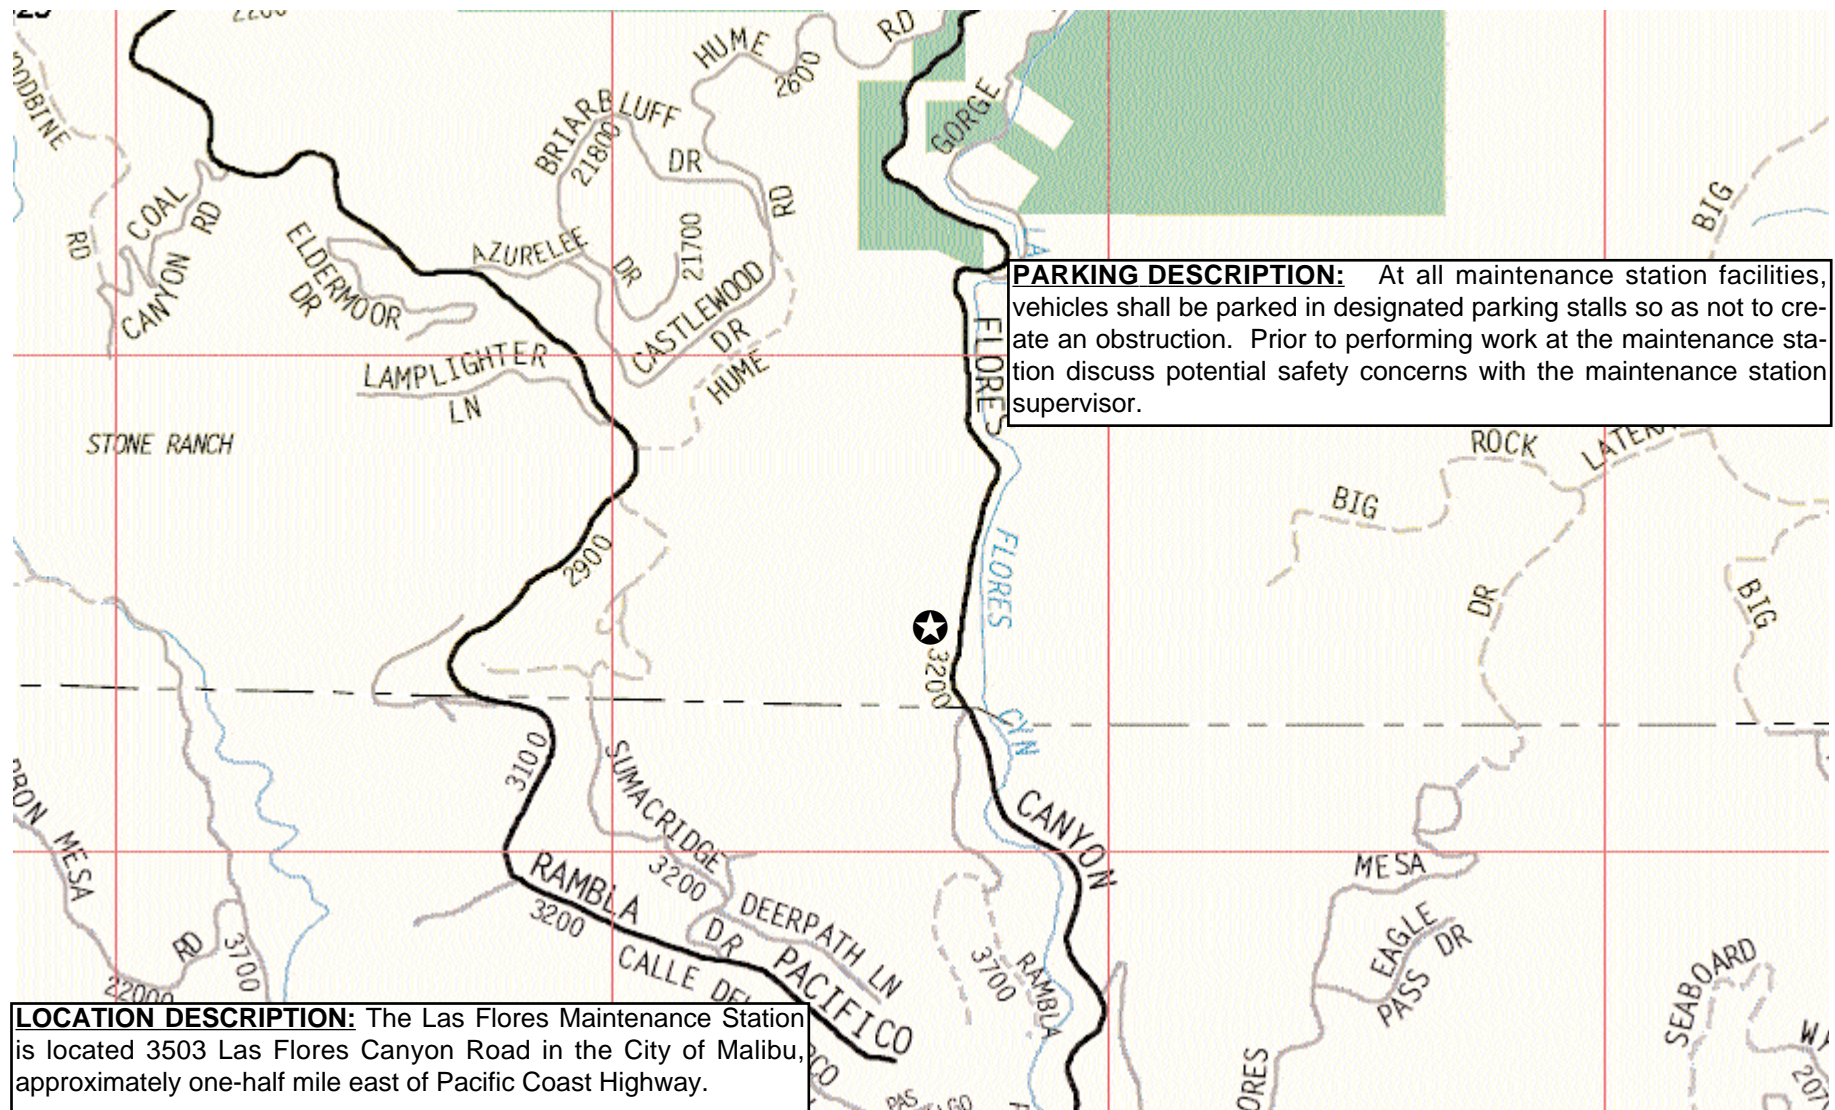 2200
HUME
RD
2600
WOODBINE
RD
BRIARBLUFF
DR
21800
GORGE
RD
COAL
CANYON
RD
ELDERMOOR
DR
AZURELEE
DR
21700
CASTLEWOOD
DR
HUME
LAMPLIGHTER
LN
STONE RANCH
BIG
LA
PARKING DESCRIPTION: At all maintenance station facilities,
vehicles shall be parked in designated parking stalls so as not to cre-
ate an obstruction. Prior to performing work at the maintenance sta-
tion discuss potential safety concerns with the maintenance station
supervisor.
FLORES
ROCK
LATERAL
BIG
2900
FLORES
DR
BIG
3200
CYN
3100
SUMACRIDGE
3200
CANYON
MESA
RAMBLA
3200
DEERPATH LN
DR
PACIFICO
CALLE DEL
MESA
RD
3700
22000
3700
RAMBLA
EAGLE
PASS DR
SEABOARD
LOCATION DESCRIPTION: The Las Flores Maintenance Station
is located 3503 Las Flores Canyon Road in the City of Malibu,
approximately one-half mile east of Pacific Coast Highway.
PAS